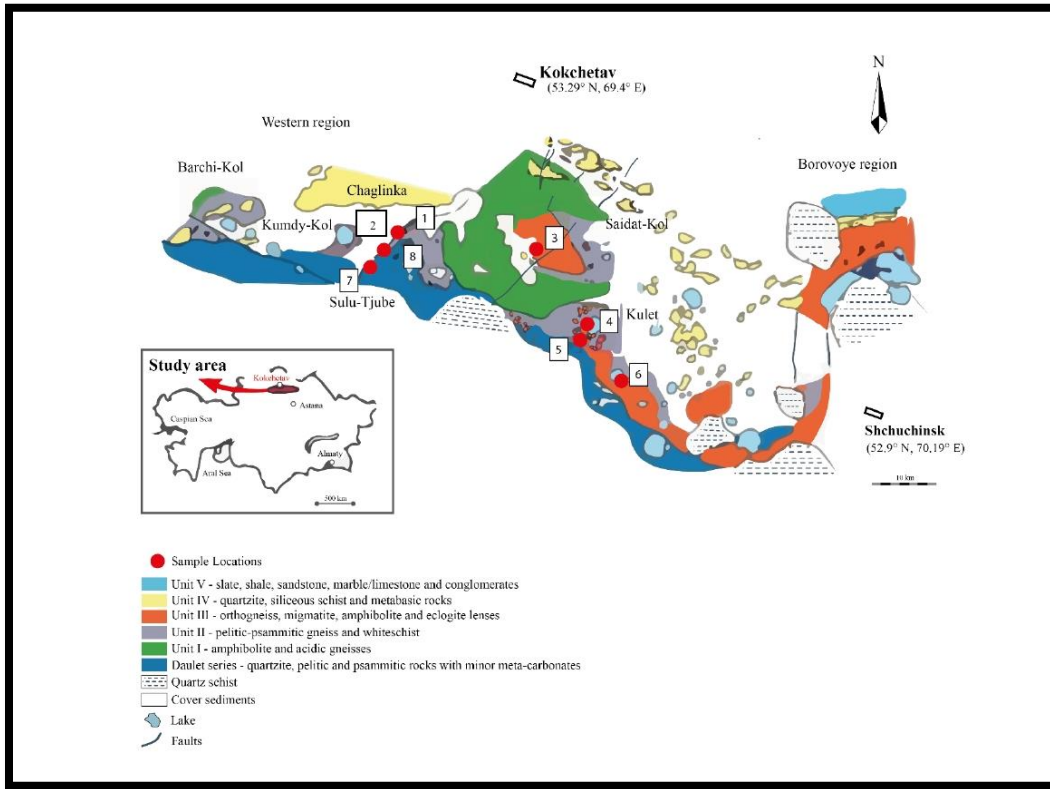 Kokchetav
(53.29° N, 69.4° E)
N
Western region
Barchi-Kol
Borovoye region
Chaglinka
1
2
Kumdy-Kol
3
Saidat-Kol
8
7
Sulu-Tjube
4
Kulet
5
6
Study area
Kokchetav
Astana
Caspian Sea
Aral Sea
Almaty
500 km
Shchuchinsk
(52.9° N, 70,19° E)
10 km
Sample Locations
Unit V - slate, shale, sandstone, marble/limestone and conglomerates
Unit IV - quartzite, siliceous schist and metabasic rocks
Unit III - orthogneiss, migmatite, amphibolite and eclogite lenses
Unit II - pelitic-psammitic gneiss and whiteschist
Unit I - amphibolite and acidic gneisses
Daulet series - quartzite, pelitic and psammitic rocks with minor meta-carbonates
Quartz schist
Cover sediments
Lake
Faults